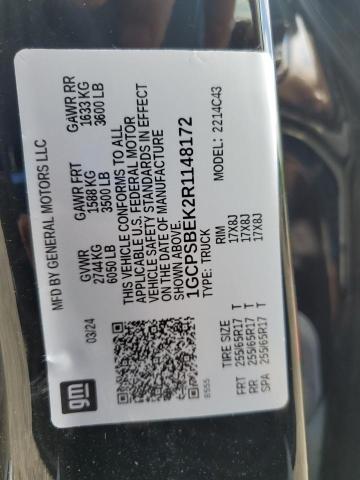 gm
MFD BY GENERAL MOTORS LLC
03/24
GVWR GAWR FRT GAWR RR
2744 KG 1588 KG 1633 KG
6050 LB 3500 LB 3600 LB
THIS VEHICLE CONFORMS TO ALL
APPLICABLE U.S. FEDERAL MOTOR
VEHICLE SAFETY STANDARDS IN EFFECT
ON THE DATE OF MANUFACTURE
SHOWN ABOVE.
1GCPSBEK2R1148172
TYPE: TRUCK MODEL: 2214C43
8555
TIRE SIZE RIM
FRT 255/65R17 T 17X8J
RR 255/65R17 T 17X8J
SPA 255/65R17 T 17X8J